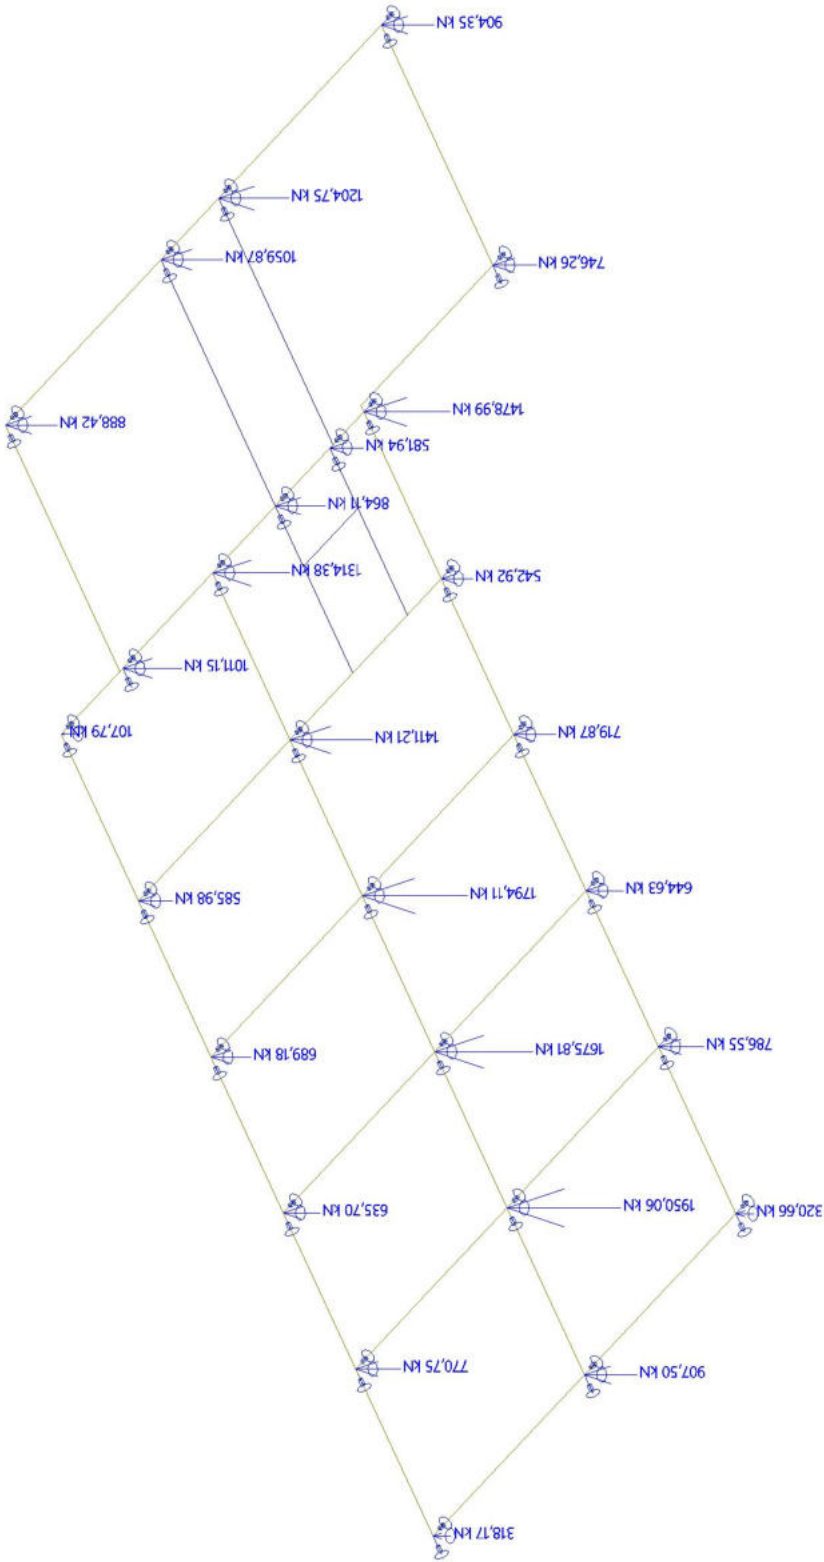 904,35 kN
1204,75 kN
1059,87 kN
746,26 kN
888,42 kN
1478,99 kN
581,94 kN
864,11 kN
1314,38 kN
542,92 kN
1011,15 kN
107,79 kN
719,87 kN
1411,21 kN
585,98 kN
644,63 kN
1794,11 kN
689,18 kN
786,55 kN
1675,81 kN
635,70 kN
1950,06 kN
320,66 kN
770,75 kN
907,50 kN
318,17 kN